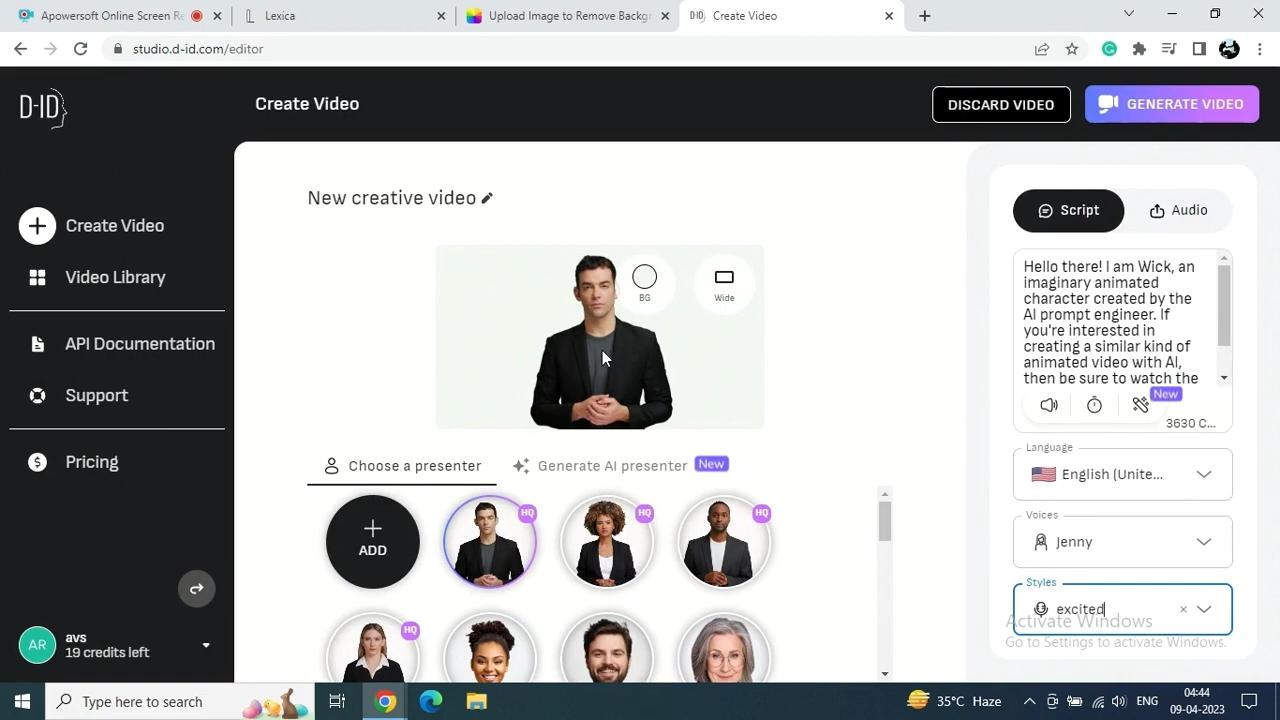 Apowersoft Online Screen Re
Lexica
Upload Image to Remove Backgr
D-ID Create Video
studio.d-id.com/editor
D-ID
Create Video
DISCARD VIDEO
GENERATE VIDEO
Create Video
Video Library
API Documentation
Support
Pricing
AR
avs
19 credits left
New creative video
BG
Wide
Choose a presenter
Generate AI presenter New
ADD
HQ
HQ
HQ
HQ
Script
Audio
Hello there! I am Wick, an
imaginary animated
character created by the
AI prompt engineer. If
you're interested in
creating a similar kind of
animated video with AI,
then be sure to watch the
New
3630 C...
Language
English (Unite...
Voices
Jenny
Styles
excited
Activate Windows
Go to Settings to activate Windows.
Type here to search
35°C Haze
ENG
04:44
09-04-2023